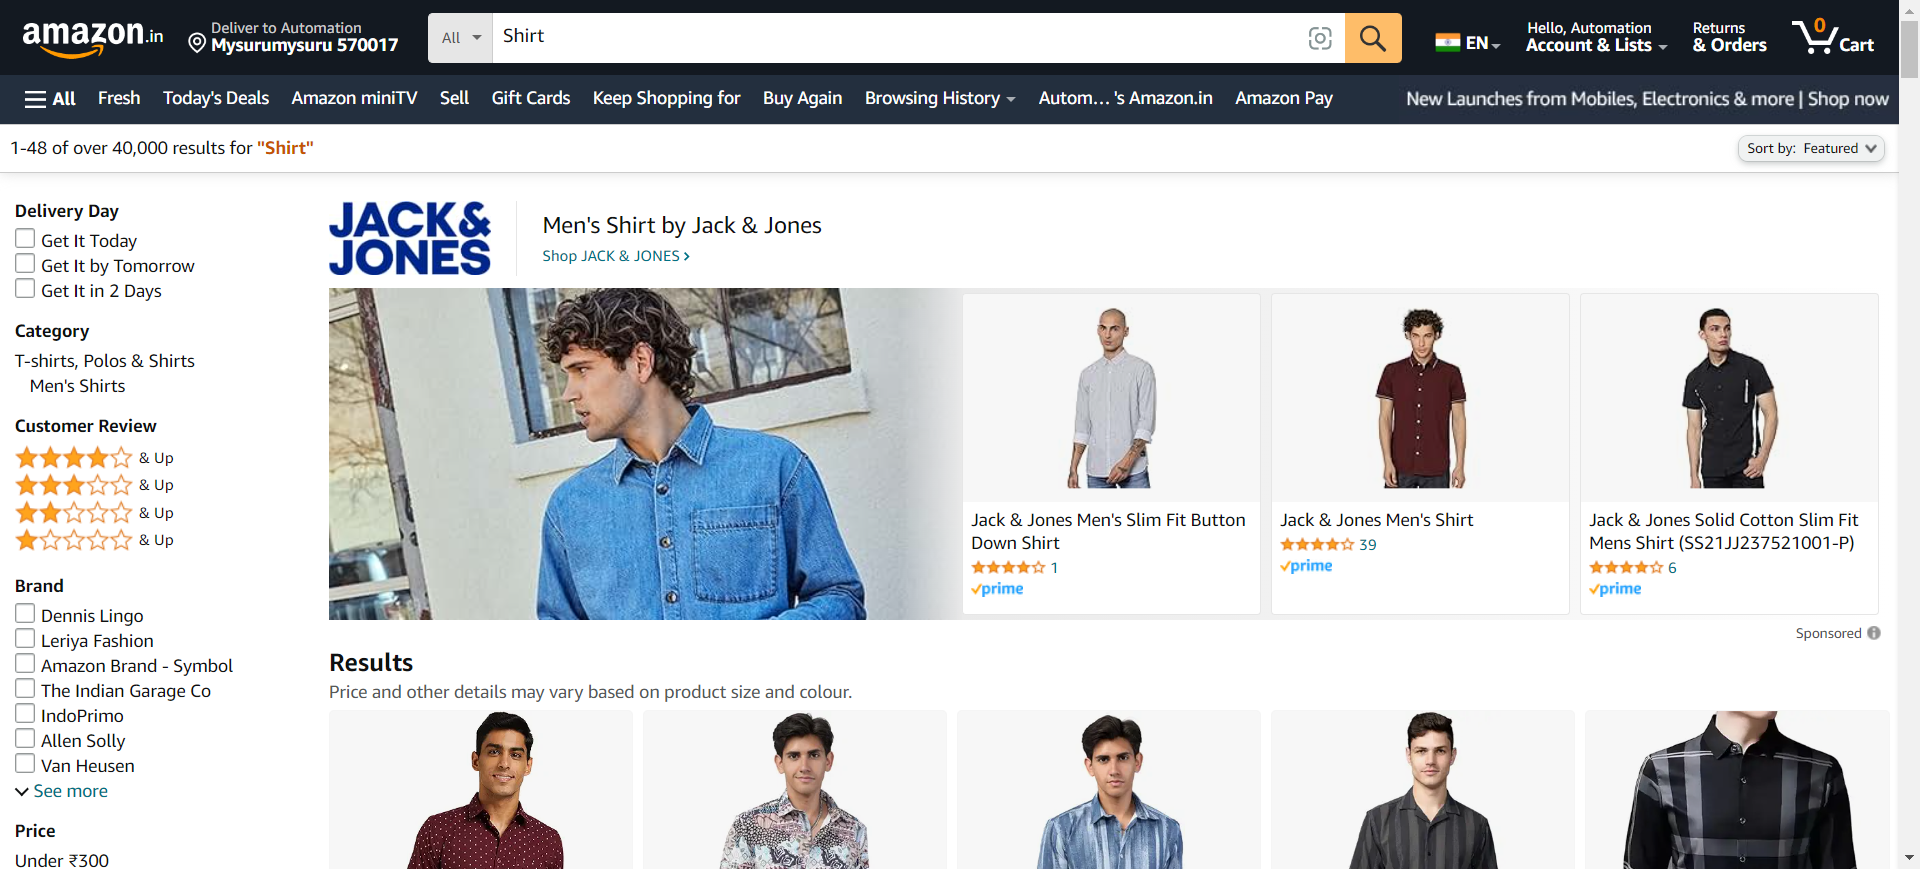 amazon.in
Deliver to Automation
Mysurumysuru 570017
All
Shirt
EN
Hello, Automation
Account & Lists
Returns
& Orders
0
Cart
All
Fresh
Today's Deals
Amazon miniTV
Sell
Gift Cards
Keep Shopping for
Buy Again
Browsing History
Autom... 's Amazon.in
Amazon Pay
New Launches from Mobiles, Electronics & more | Shop now
1-48 of over 40,000 results for "Shirt"
Sort by: Featured
Delivery Day
Get It Today
Get It by Tomorrow
Get It in 2 Days
Category
T-shirts, Polos & Shirts
Men's Shirts
Customer Review
& Up
& Up
& Up
& Up
Brand
Dennis Lingo
Leriya Fashion
Amazon Brand - Symbol
The Indian Garage Co
IndoPrimo
Allen Solly
Van Heusen
See more
Price
Under ₹300
JACK&
JONES
Men's Shirt by Jack & Jones
Shop JACK & JONES ›
Jack & Jones Men's Slim Fit Button
Down Shirt
1
prime
Jack & Jones Men's Shirt
39
prime
Jack & Jones Solid Cotton Slim Fit
Mens Shirt (SS21JJ237521001-P)
6
prime
Sponsored
Results
Price and other details may vary based on product size and colour.